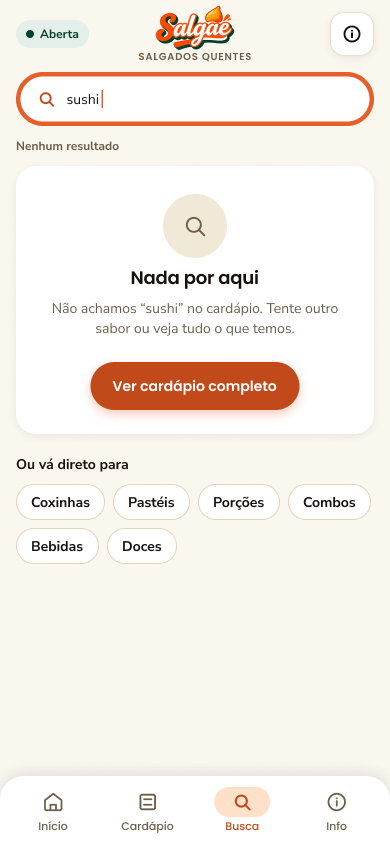 Aberta
Salgaê
SALGADOS QUENTES
sushi
Nenhum resultado
Nada por aqui
Não achamos “sushi” no cardápio. Tente outro
sabor ou veja tudo o que temos.
Ver cardápio completo
Ou vá direto para
Coxinhas
Pastéis
Porções
Combos
Bebidas
Doces
Início
Cardápio
Busca
Info